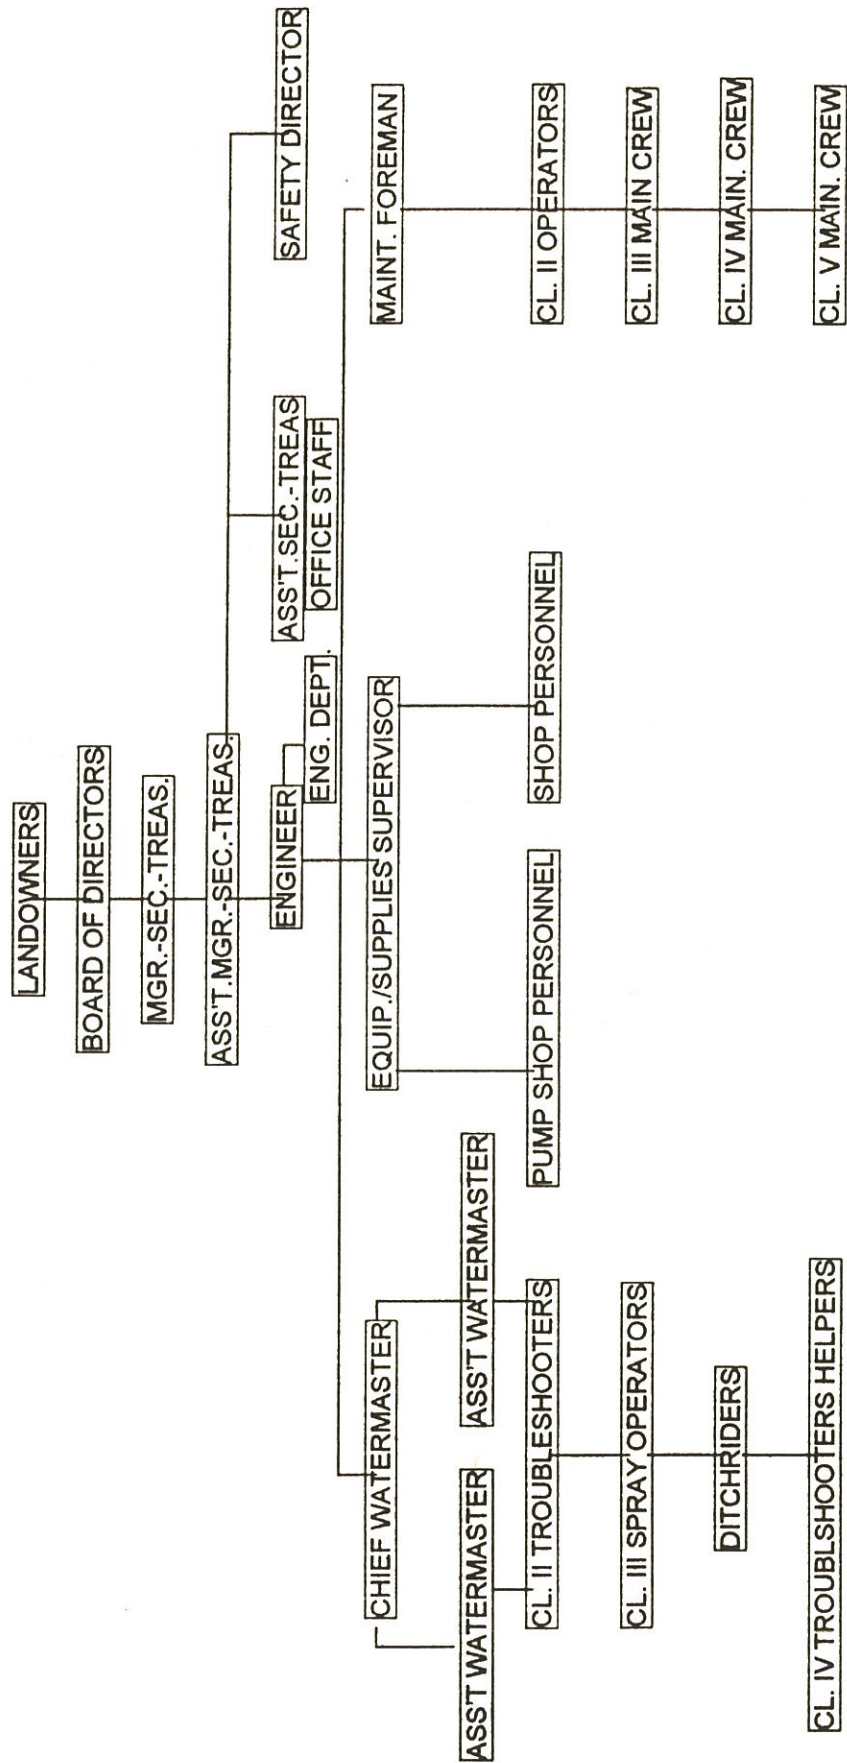 LANDOWNERS
BOARD OF DIRECTORS
MGR.-SEC.-TREAS.
ASS'T.MGR.-SEC.-TREAS.
ENGINEER
ENG. DEPT.
ASS'T.SEC.-TREAS
OFFICE STAFF
SAFETY DIRECTOR
CHIEF WATERMASTER
EQUIP./SUPPLIES SUPERVISOR
MAINT. FOREMAN
ASS'T WATERMASTER
ASS'T WATERMASTER
CL. II TROUBLESHOOTERS
PUMP SHOP PERSONNEL
SHOP PERSONNEL
CL. II OPERATORS
CL. III SPRAY OPERATORS
CL. III MAIN CREW
DITCHRIDERS
CL. IV MAIN. CREW
CL. IV TROUBLSHOOTERS HELPERS
CL. V MAIN. CREW